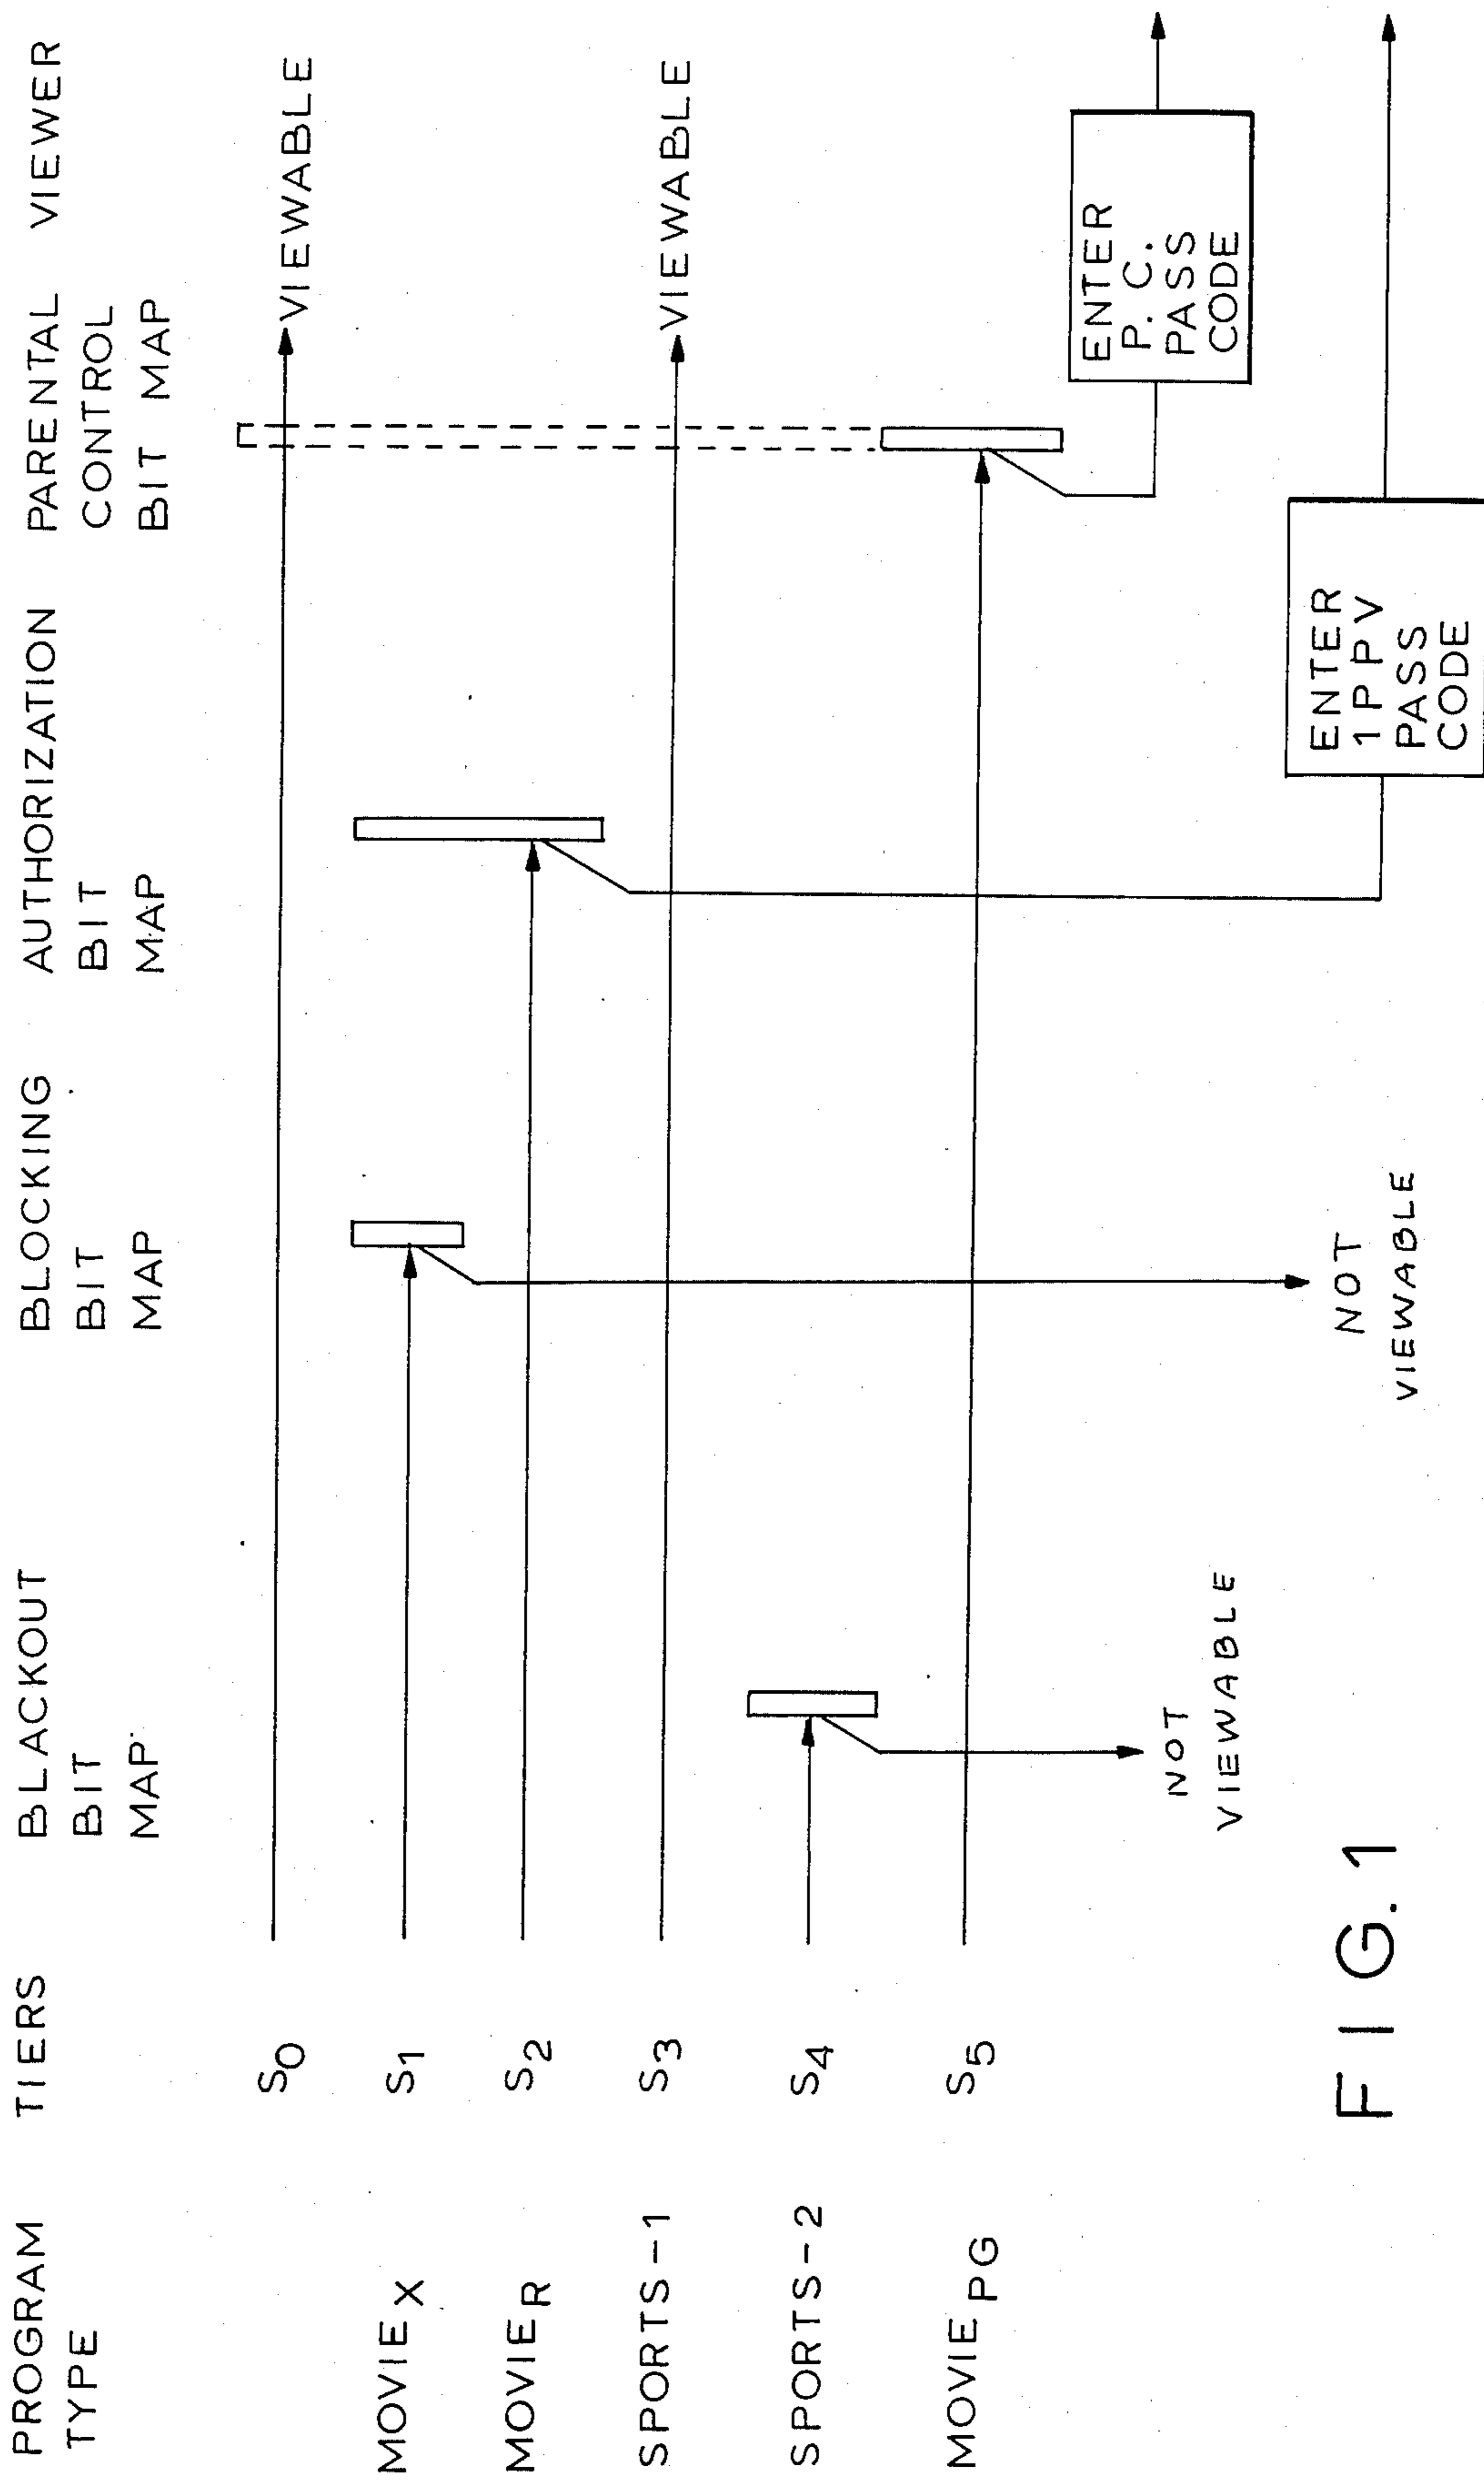 PROGRAM TYPE
TIERS
BLACKOUT BIT MAP
BLOCKING BIT MAP
AUTHORIZATION BIT MAP
PARENTAL CONTROL BIT MAP
VIEWER
S0
VIEWABLE
MOVIE X
S1
MOVIE R
S2
SPORTS-1
S3
VIEWABLE
SPORTS-2
S4
MOVIE PG
S5
ENTER
P. C.
PASS
CODE
NOT
VIEWABLE
ENTER
1PPV
PASS
CODE
NOT
VIEWABLE
FIG. 1